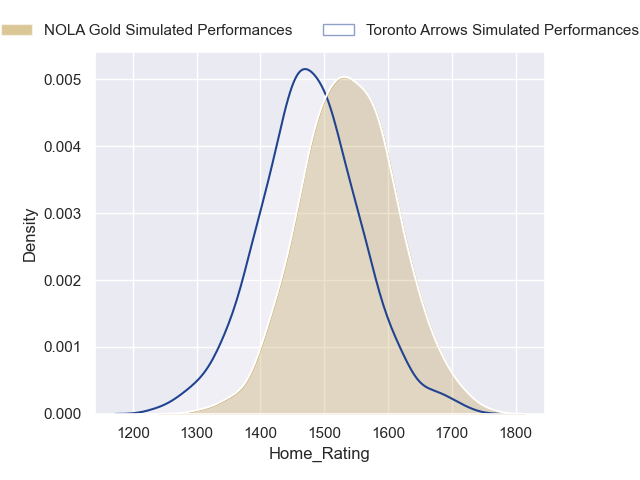 NOLA Gold Simulated Performances Toronto Arrows Simulated Performances
0.005
0.004
0.003
0.002
0.001
0.000
Density
1200 1300 1400 1500 1600 1700 1800
Home_Rating